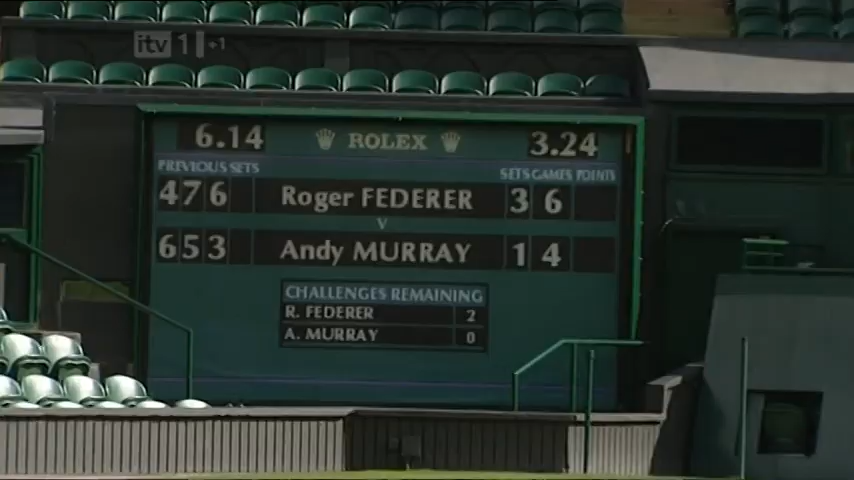 itv 1 +1
6.14 ROLEX 3.24
PREVIOUS SETS SETS GAMES POINTS
4 7 6 Roger FEDERER 3 6
V
6 5 3 Andy MURRAY 1 4
CHALLENGES REMAINING
R. FEDERER 2
A. MURRAY 0